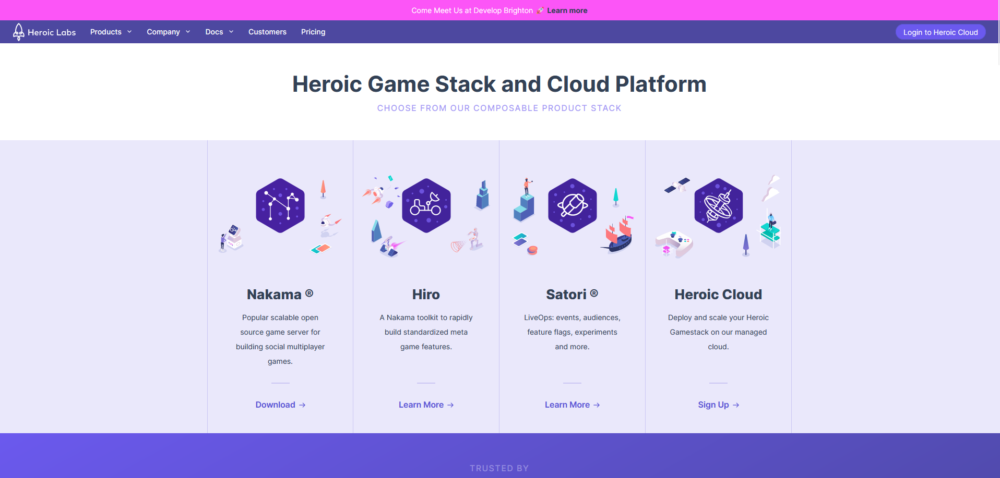 Come Meet Us at Develop Brighton 🚀 Learn more
Heroic Labs Products Company Docs Customers Pricing Login to Heroic Cloud
Heroic Game Stack and Cloud Platform
CHOOSE FROM OUR COMPOSABLE PRODUCT STACK
Nakama ®
Popular scalable open
source game server for
building social multiplayer
games.
Download →
Hiro
A Nakama toolkit to rapidly
build standardized meta
game features.
Learn More →
Satori ®
LiveOps: events, audiences,
feature flags, experiments
and more.
Learn More →
Heroic Cloud
Deploy and scale your Heroic
Gamestack on our managed
cloud.
Sign Up →
TRUSTED BY